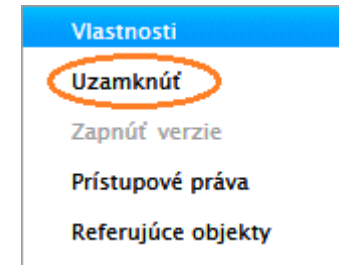 Vlastnosti
Uzamknúť
Zapnúť verzie
Prístupové práva
Referujúce objekty